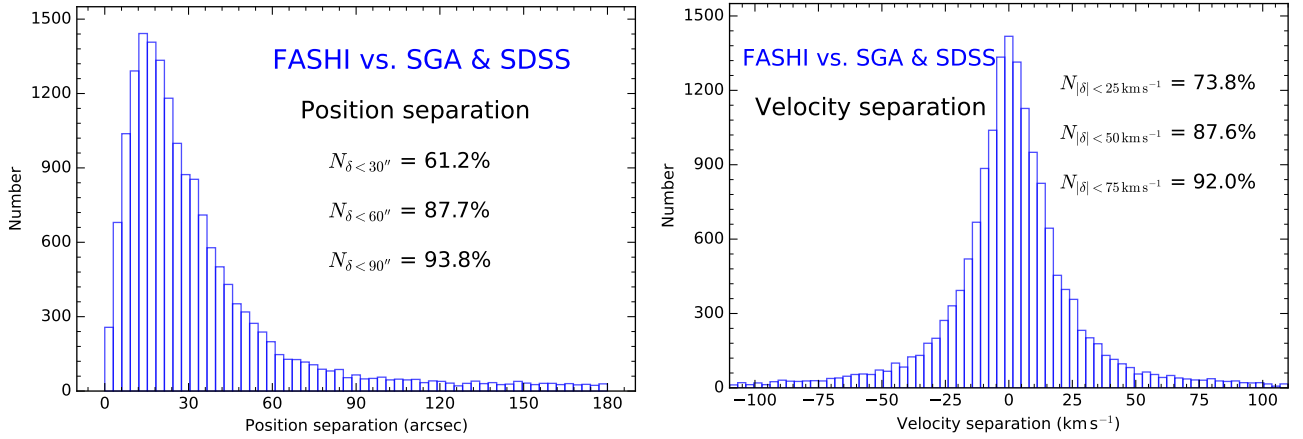 FASHI vs. SGA & SDSS
Position separation
N_{δ<30″} = 61.2%
N_{δ<60″} = 87.7%
N_{δ<90″} = 93.8%
Number
1500
1200
900
600
300
0
0 30 60 90 120 150 180
Position separation (arcsec)
FASHI vs. SGA & SDSS
Velocity separation
N_{|δ|<25 km s⁻¹} = 73.8%
N_{|δ|<50 km s⁻¹} = 87.6%
N_{|δ|<75 km s⁻¹} = 92.0%
Number
1500
1200
900
600
300
0
−100 −75 −50 −25 0 25 50 75 100
Velocity separation (km s⁻¹)